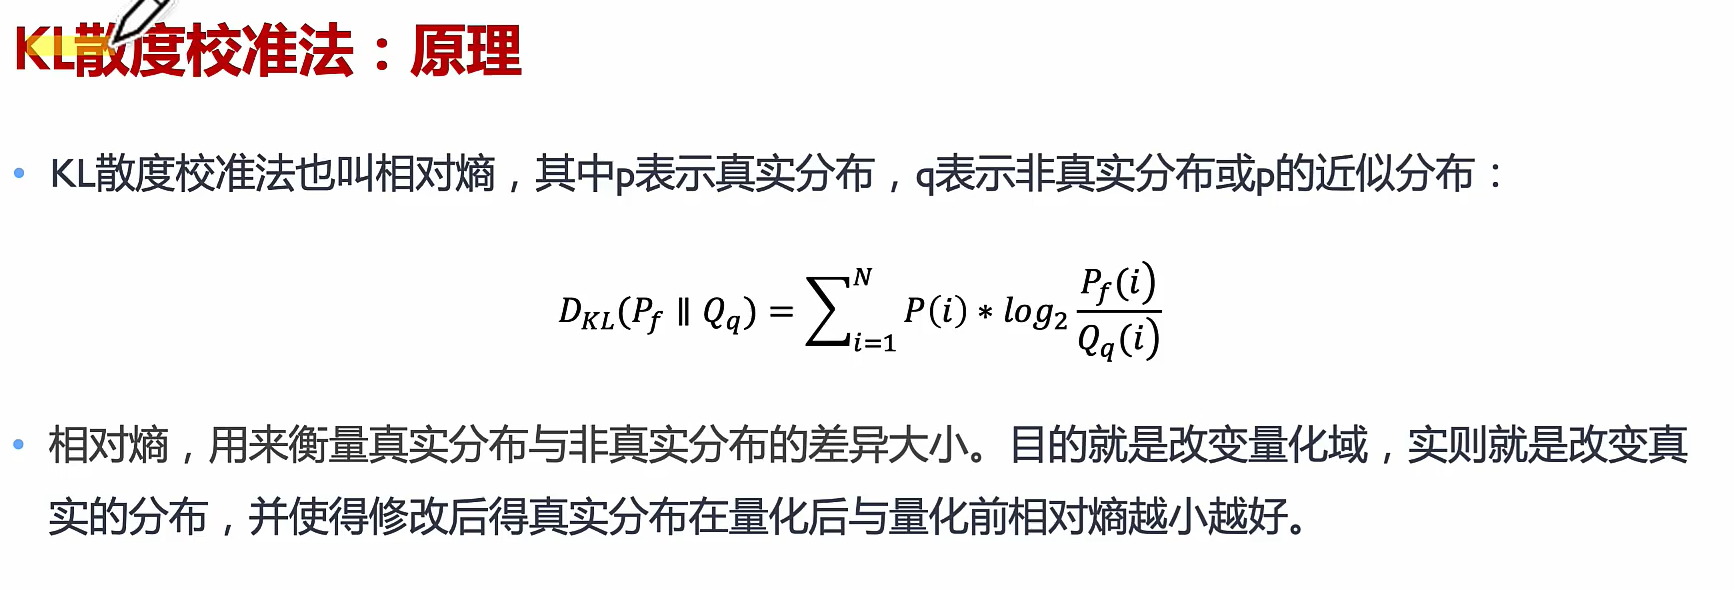 KL散度校准法：原理
• KL散度校准法也叫相对熵，其中p表示真实分布，q表示非真实分布或p的近似分布：
D_{KL}(P_f ∥ Q_q) = ∑_{i=1}^{N} P(i) * log_2 \frac{P_f(i)}{Q_q(i)}
• 相对熵，用来衡量真实分布与非真实分布的差异大小。目的就是改变量化域，实则就是改变真
实的分布，并使得修改后得真实分布在量化后与量化前相对熵越小越好。